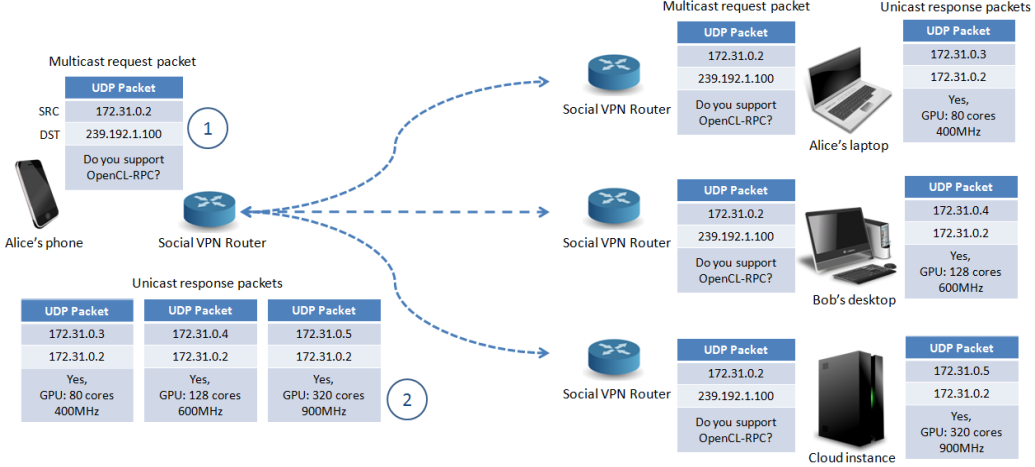 Multicast request packet
UDP Packet
SRC 172.31.0.2
DST 239.192.1.100
Do you support
OpenCL-RPC?
1
Alice's phone
Social VPN Router
Unicast response packets
UDP Packet
172.31.0.3
172.31.0.2
Yes,
GPU: 80 cores
400MHz
UDP Packet
172.31.0.4
172.31.0.2
Yes,
GPU: 128 cores
600MHz
UDP Packet
172.31.0.5
172.31.0.2
Yes,
GPU: 320 cores
900MHz
2
Multicast request packet
Unicast response packets
Social VPN Router
UDP Packet
172.31.0.2
239.192.1.100
Do you support
OpenCL-RPC?
Alice's laptop
UDP Packet
172.31.0.3
172.31.0.2
Yes,
GPU: 80 cores
400MHz
Social VPN Router
UDP Packet
172.31.0.2
239.192.1.100
Do you support
OpenCL-RPC?
Bob's desktop
UDP Packet
172.31.0.4
172.31.0.2
Yes,
GPU: 128 cores
600MHz
Social VPN Router
UDP Packet
172.31.0.2
239.192.1.100
Do you support
OpenCL-RPC?
Cloud instance
UDP Packet
172.31.0.5
172.31.0.2
Yes,
GPU: 320 cores
900MHz